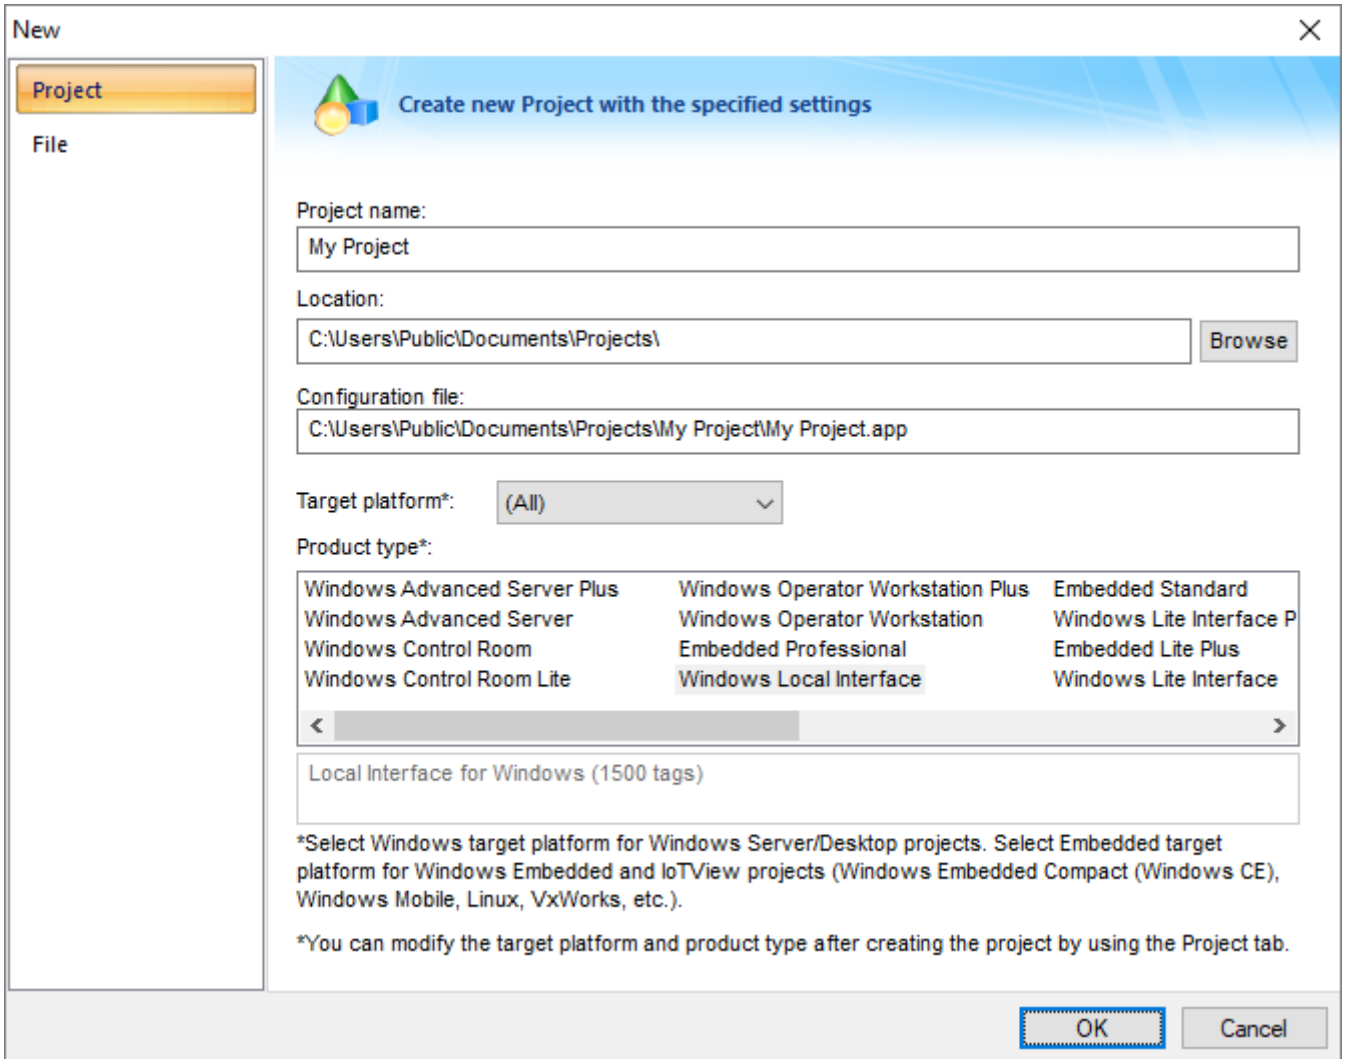 New
Project
File
Create new Project with the specified settings
Project name:
My Project
Location:
C:\Users\Public\Documents\Projects\
Browse
Configuration file:
C:\Users\Public\Documents\Projects\My Project\My Project.app
Target platform*:
(All)
Product type*:
Windows Advanced Server Plus
Windows Advanced Server
Windows Control Room
Windows Control Room Lite
Windows Operator Workstation Plus
Windows Operator Workstation
Embedded Professional
Windows Local Interface
Embedded Standard
Windows Lite Interface P
Embedded Lite Plus
Windows Lite Interface
Local Interface for Windows (1500 tags)
*Select Windows target platform for Windows Server/Desktop projects. Select Embedded target
platform for Windows Embedded and IoTView projects (Windows Embedded Compact (Windows CE),
Windows Mobile, Linux, VxWorks, etc.).
*You can modify the target platform and product type after creating the project by using the Project tab.
OK
Cancel